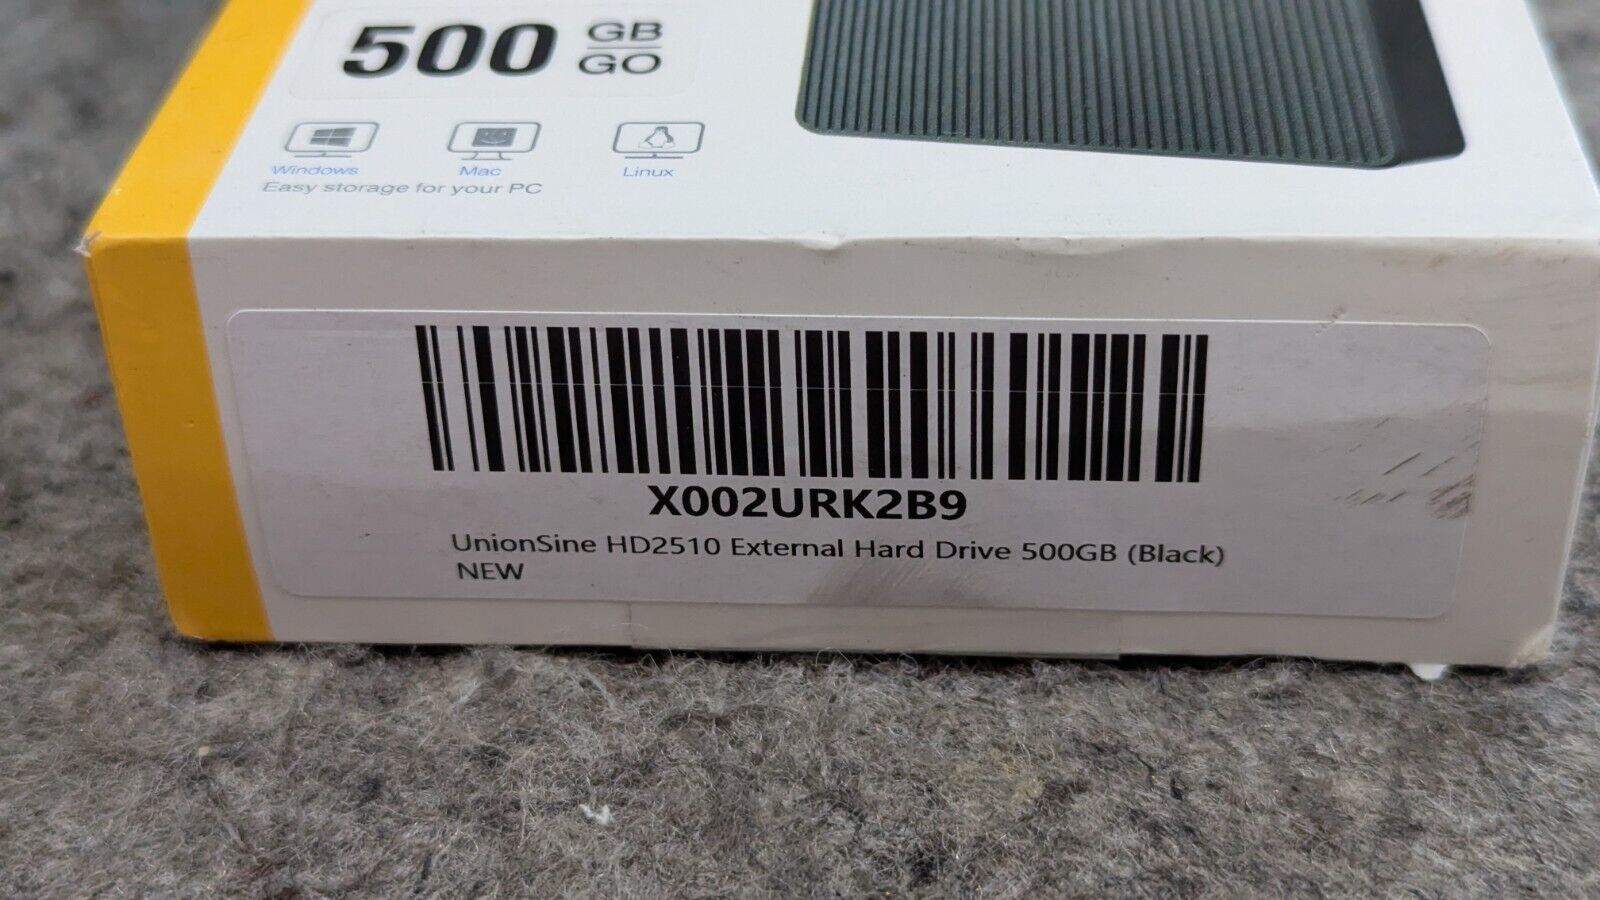 500 GB
GO
Windows Mac Linux
Easy storage for your PC
X002URK2B9
UnionSine HD2510 External Hard Drive 500GB (Black)
NEW